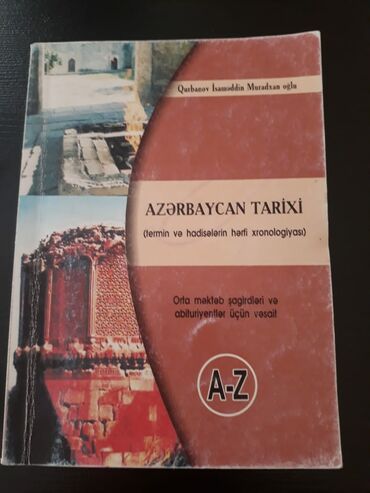 Qurbanov İsaməddin Muradxan oğlu
AZƏRBAYCAN TARİXİ
(termin və hadisələrin hərfi xronologiyası)
Orta məktəb şagirdləri və
abituriyentlər üçün vəsait
A-Z